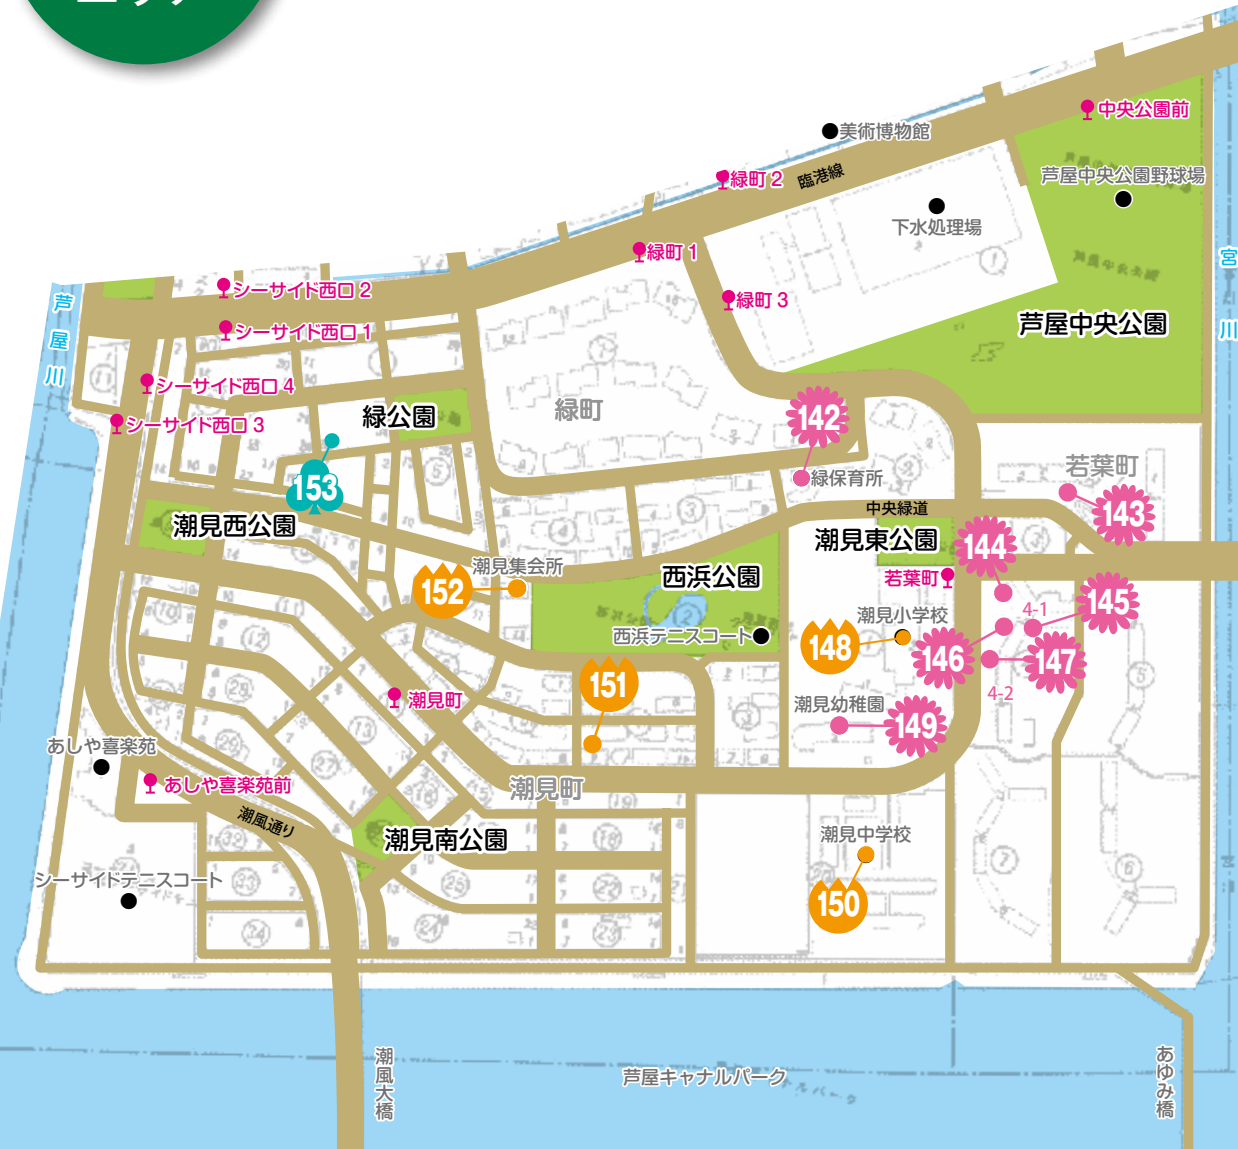 エリア
中央公園前
美術博物館
芦屋中央公園野球場
緑町 2
臨港線
下水処理場
緑町 1
宮川
シーサイド西口 2
緑町 3
芦屋川
シーサイド西口 1
芦屋中央公園
シーサイド西口 4
緑公園
緑町
142
シーサイド西口 3
若葉町
緑保育所
153
中央緑道
143
潮見西公園
潮見東公園
144
潮見集会所
西浜公園
若葉町
152
145
4-1
潮見小学校
西浜テニスコート
148
146
147
151
4-2
潮見町
潮見幼稚園
149
あしや喜楽苑
あしや喜楽苑前
潮見町
潮風通り
潮見南公園
潮見中学校
シーサイドテニスコート
150
潮風大橋
芦屋キャナルパーク
あゆみ橋